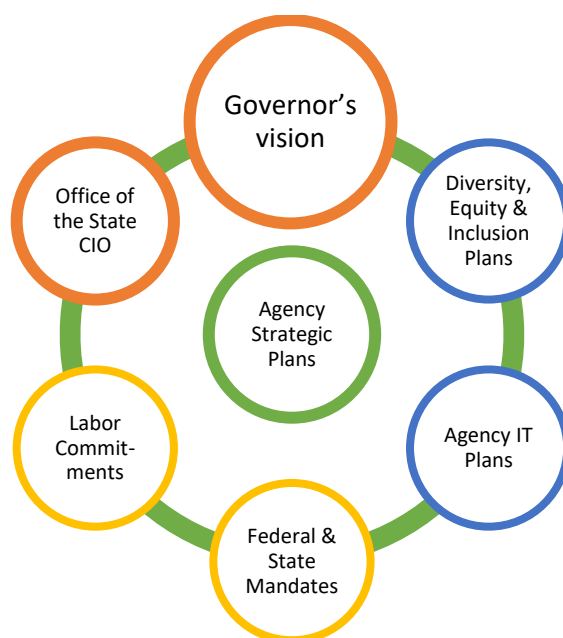 Governor’s
vision
Office of
the State
CIO
Diversity,
Equity &
Inclusion
Plans
Agency
Strategic
Plans
Labor
Commit-
ments
Agency IT
Plans
Federal &
State
Mandates